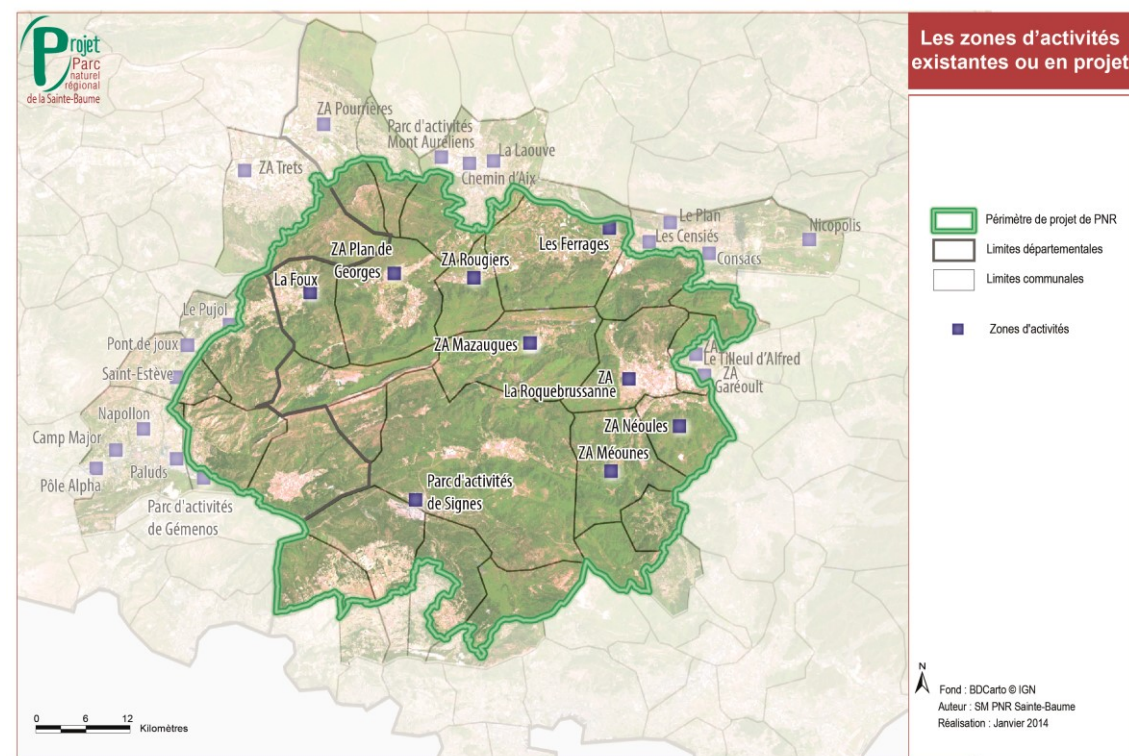 Projet
Parc
naturel
régional
de la Sainte-Baume
Les zones d'activités
existantes ou en projet
ZA Pourrières
Parc d'activités
Mont Auréliens
La Laouve
ZA Trets
Chemin d'Aix
Le Plan
Nicopolis
Les Ferrages
Les Censiés
Consacs
ZA Plan de
Georges
ZA Rougiers
La Foux
Le Pujol
Pont de joux
ZA Mazaugues
ZA
Le Tilleul d'Alfred
Saint-Estève
ZA
La Roquebrussanne
ZA
Garéoult
Napollon
ZA Néoules
Camp Major
ZA Méounes
Paluds
Pôle Alpha
Parc d'activités
de Signes
Parc d'activités
de Gémenos
Périmètre de projet de PNR
Limites départementales
Limites communales
Zones d'activités
0 6 12
Kilomètres
N
Fond : BDCarto © IGN
Auteur : SM PNR Sainte-Baume
Réalisation : Janvier 2014